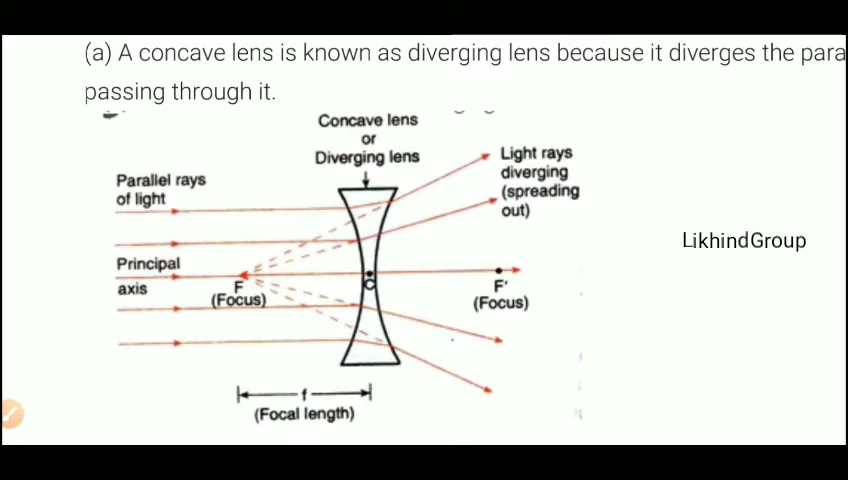 (a) A concave lens is known as diverging lens because it diverges the para
passing through it.
Concave lens
or
Diverging lens
Light rays
diverging
(spreading
out)
Parallel rays
of light
LikhindGroup
Principal
axis
F
(Focus)
C
F'
(Focus)
f
(Focal length)